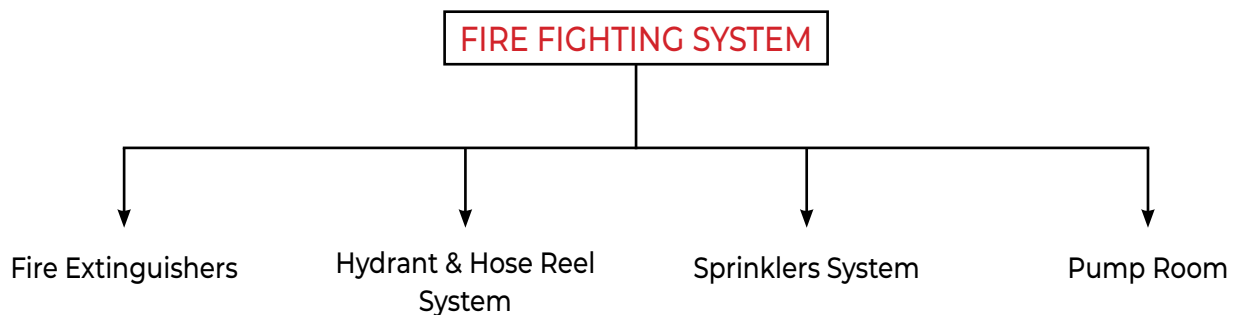 FIRE FIGHTING SYSTEM
Fire Extinguishers
Hydrant & Hose Reel
System
Sprinklers System
Pump Room